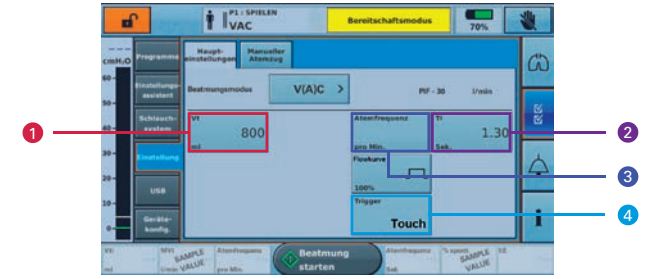 P1 : SPIELEN
VAC
Bereitschaftsmodus
70%
cmH₂O
Programme
Haupt-
einstellungen
Manueller
Atemzug
60-
Einstellungs-
assistent
Beatmungsmodus
V(A)C >
PIF - 30 l/min
50-
Schlauch-
system
40-
Vt
800
ml
Atemfrequenz
pro Min.
Ti
1.30
Sek.
1
2
3
4
30-
Einstellung
Flowkurve
100%
20-
USB
Trigger
Touch
10-
Geräte-
konfig.
0-
Beatmung
starten
Vti
ml
MVi
l/min
SAMPLE
VALUE
Atemfrequenz
pro Min.
Atemfrequenz
Sek.
% spont
SAMPLE
VALUE
I:E